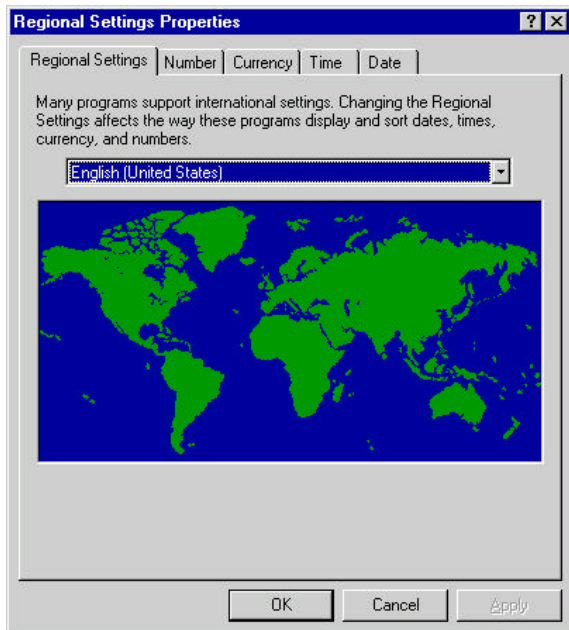 Regional Settings Properties
Regional Settings Number Currency Time Date
Many programs support international settings. Changing the Regional
Settings affects the way these programs display and sort dates, times,
currency, and numbers.
English (United States)
OK Cancel Apply